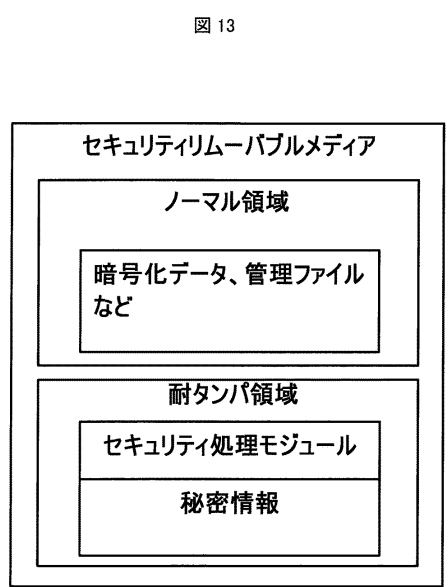 図 13
セキュリティリムーバブルメディア
ノーマル領域
暗号化データ、管理ファイル
など
耐タンパ領域
セキュリティ処理モジュール
秘密情報